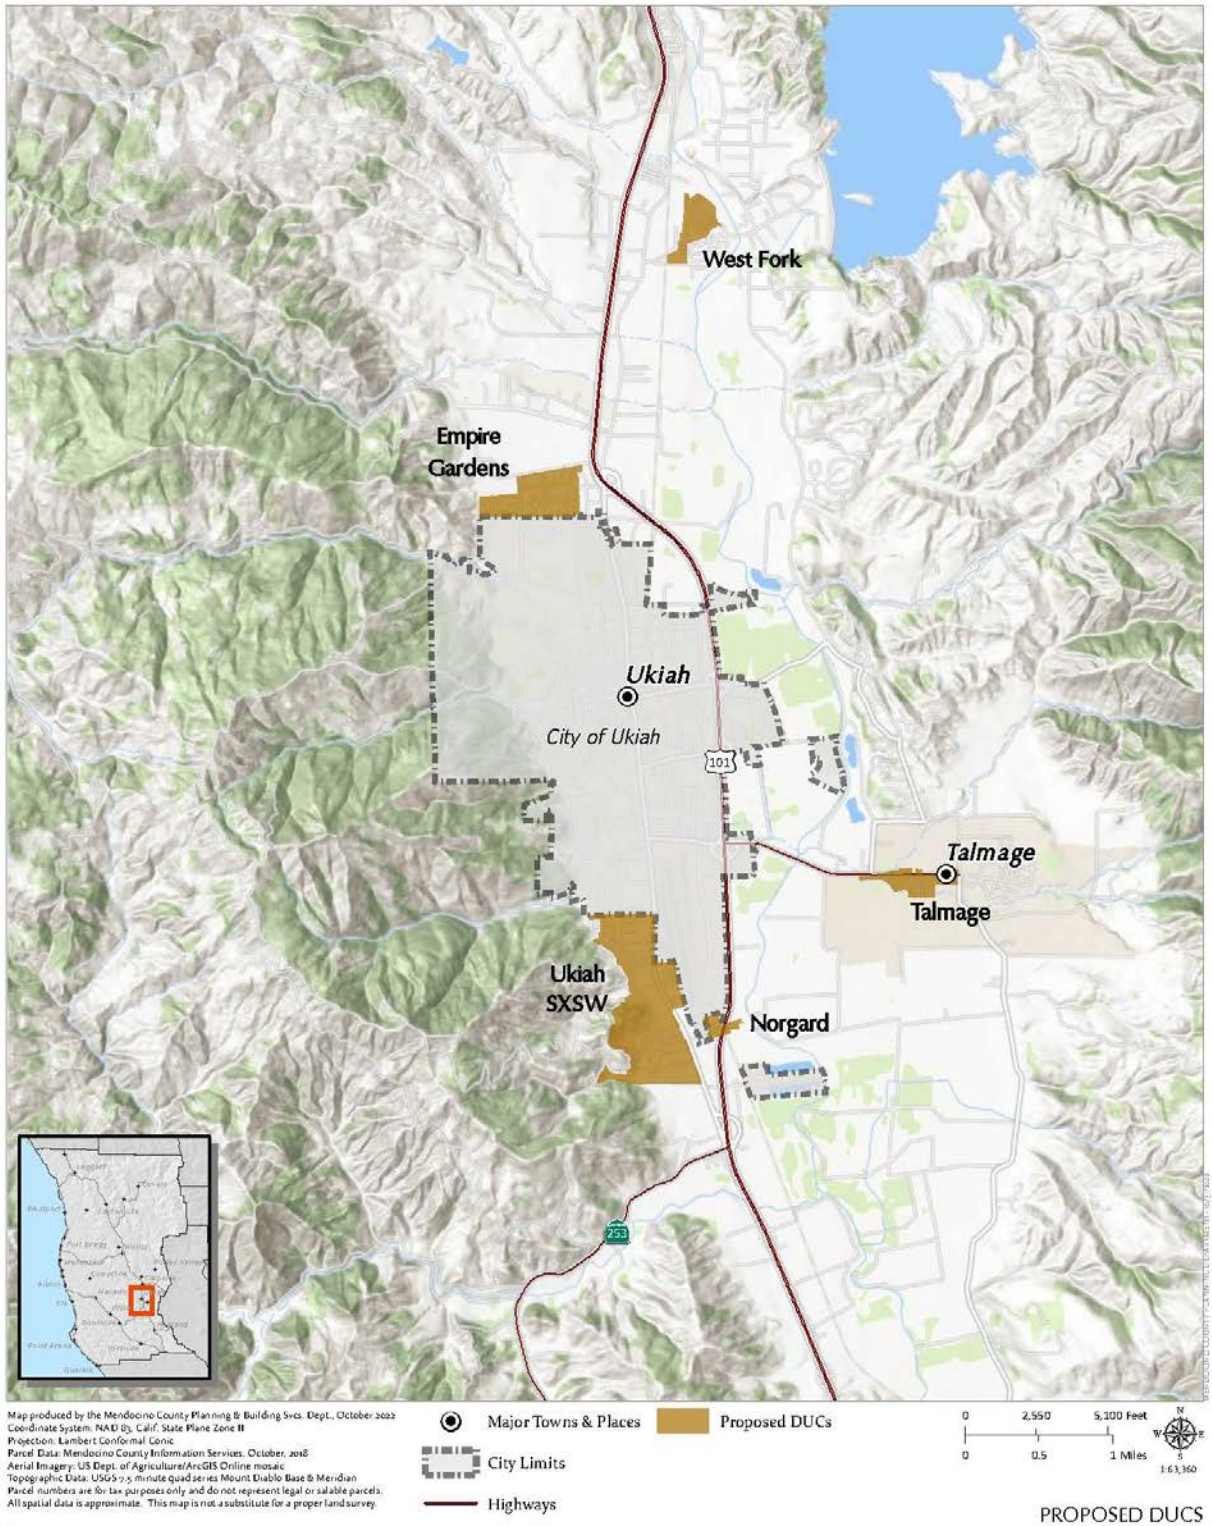 West Fork
Empire
Gardens
Ukiah
City of Ukiah
101
Talmage
Talmage
Ukiah
SXSW
Norgard
253
Map produced by the Mendocino County Planning & Building Svcs. Dept., October 2022
Coordinate System: NAD 83, Calif. State Plane Zone II
Projection: Lambert Conformal Conic
Parcel Data: Mendocino County Information Services, October, 2018
Aerial Imagery: US Dept. of Agriculture/ArcGIS Online mosaic
Topographic Data: USGS 7.5 minute quad series Mount Diablo Base & Meridian
Parcel numbers are for tax purposes only and do not represent legal or salable parcels.
All spatial data is approximate. This map is not a substitute for a proper land survey.
Major Towns & Places
Proposed DUCs
City Limits
Highways
0 2,550 5,100 Feet
0 0.5 1 Miles
N
W E
S
1:63,360
PROPOSED DUCS